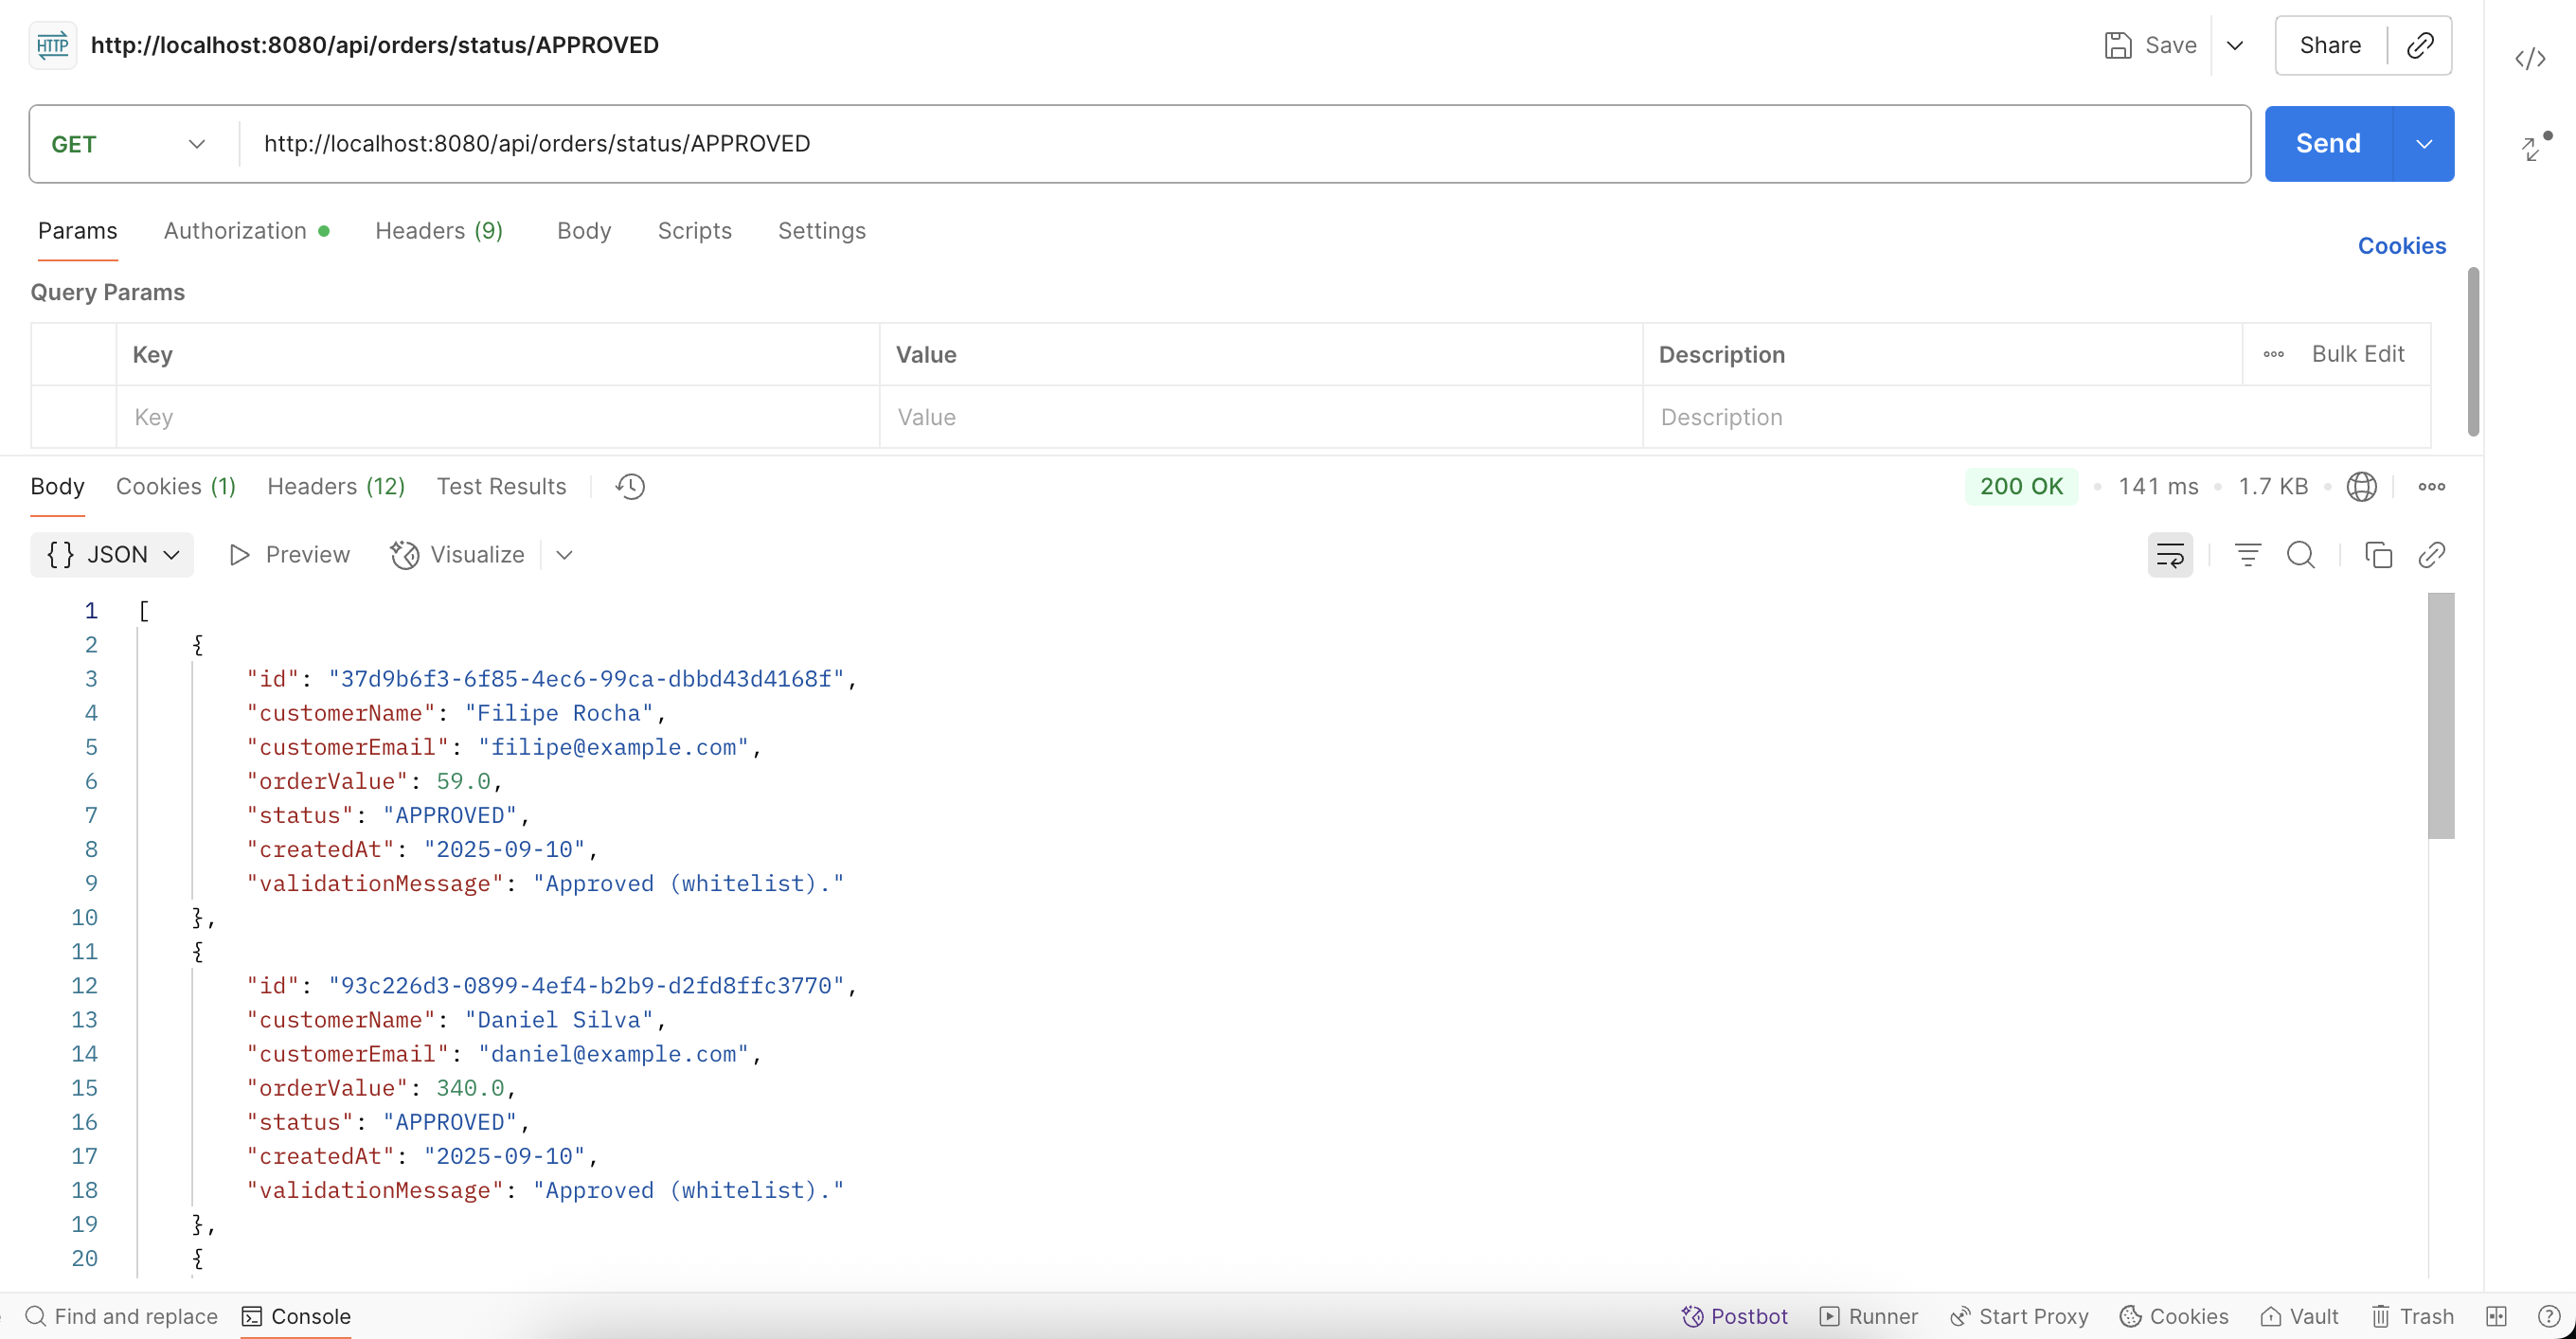 HTTP http://localhost:8080/api/orders/status/APPROVED Save Share
GET http://localhost:8080/api/orders/status/APPROVED Send
Params Authorization Headers (9) Body Scripts Settings Cookies
Query Params
Key Value Description Bulk Edit
Key Value Description
Body Cookies (1) Headers (12) Test Results 200 OK 141 ms 1.7 KB
{} JSON Preview Visualize
1 [
2 {
3 "id": "37d9b6f3-6f85-4ec6-99ca-dbbd43d4168f",
4 "customerName": "Filipe Rocha",
5 "customerEmail": "filipe@example.com",
6 "orderValue": 59.0,
7 "status": "APPROVED",
8 "createdAt": "2025-09-10",
9 "validationMessage": "Approved (whitelist)."
10 },
11 {
12 "id": "93c226d3-0899-4ef4-b2b9-d2fd8ffc3770",
13 "customerName": "Daniel Silva",
14 "customerEmail": "daniel@example.com",
15 "orderValue": 340.0,
16 "status": "APPROVED",
17 "createdAt": "2025-09-10",
18 "validationMessage": "Approved (whitelist)."
19 },
20 {
Find and replace Console Postbot Runner Start Proxy Cookies Vault Trash